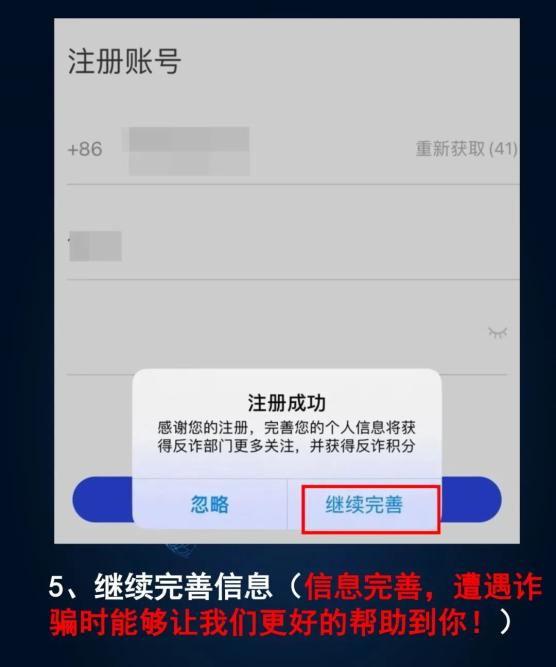 注册账号
+86
重新获取(41)
注册成功
感谢您的注册，完善您的个人信息将获
得反诈部门更多关注，并获得反诈积分
忽略
继续完善
5、继续完善信息（信息完善，遭遇诈
骗时能够让我们更好的帮助到你！）